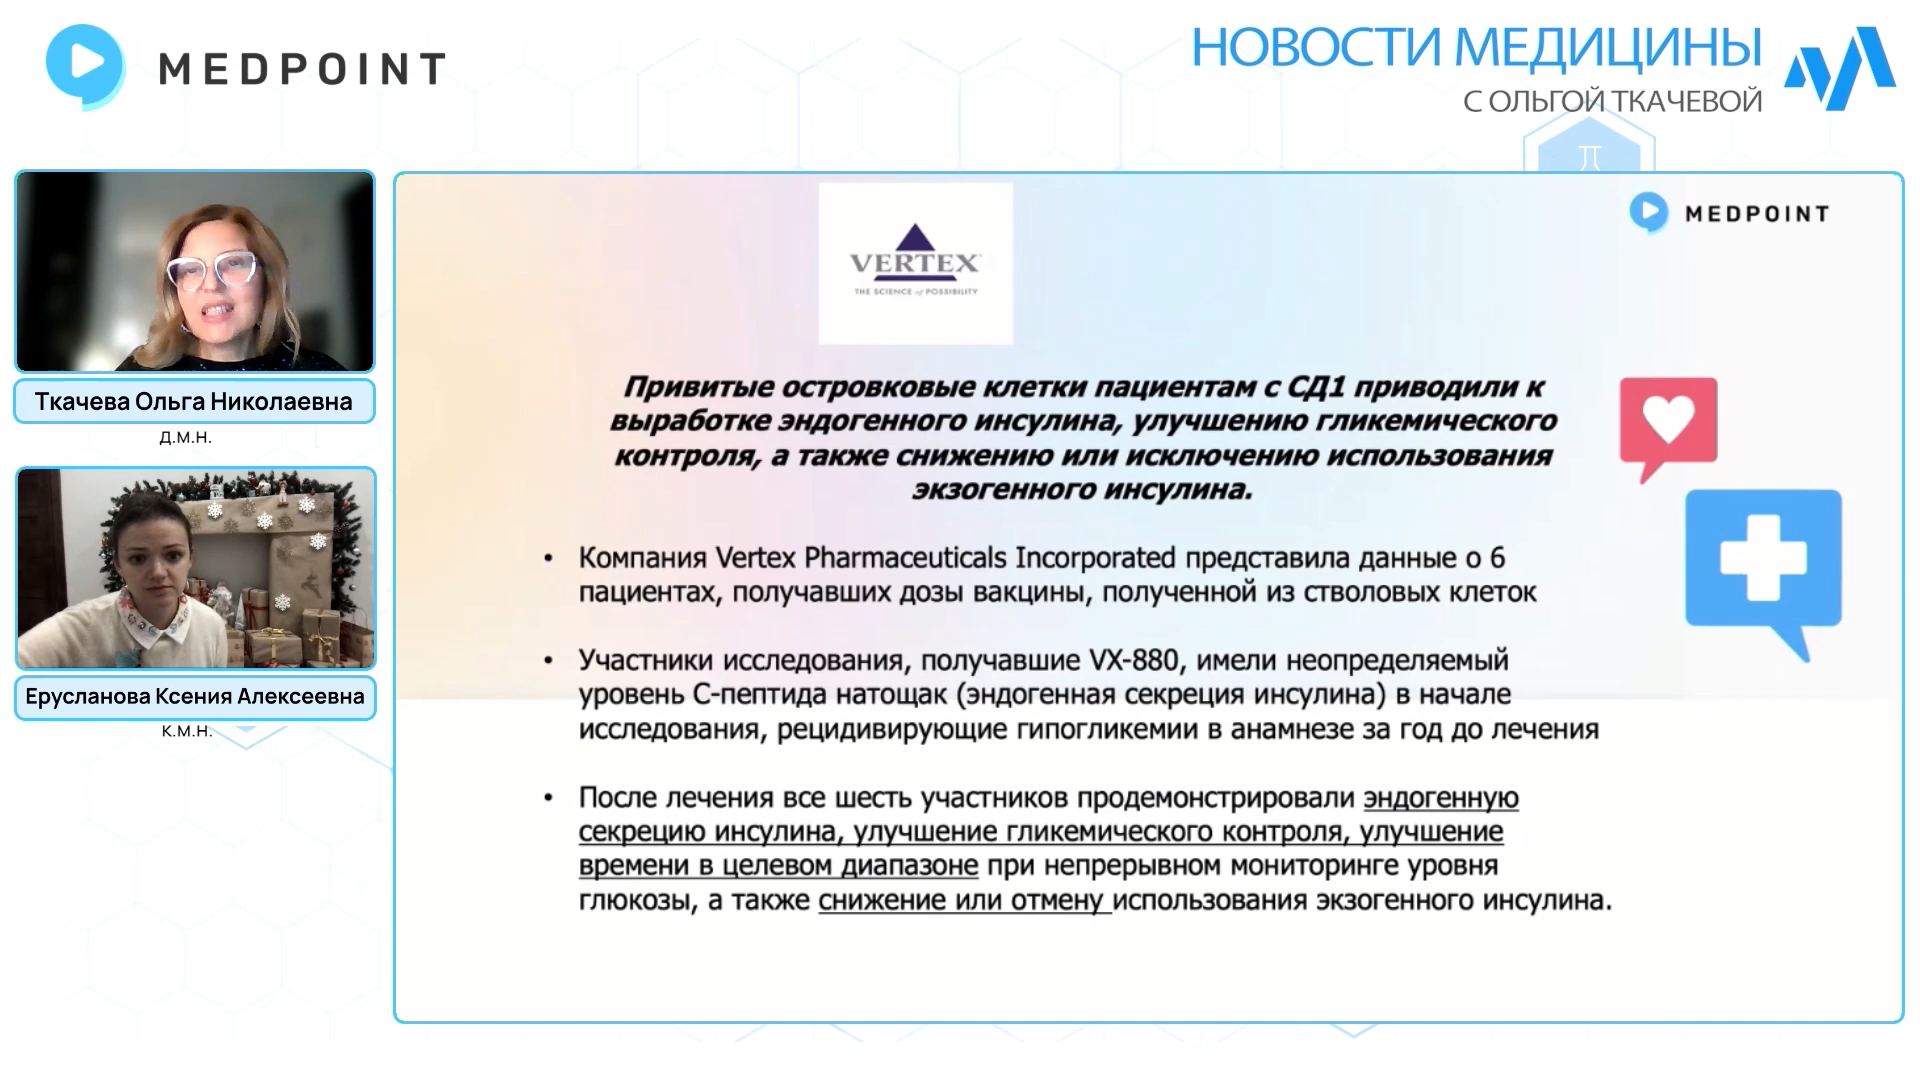 MEDPOINT
НОВОСТИ МЕДИЦИНЫ
С ОЛЬГОЙ ТКАЧЕВОЙ
Ткачева Ольга Николаевна
д.м.н.
Ерусланова Ксения Алексеевна
к.м.н.
VERTEX
THE SCIENCE of POSSIBILITY
MEDPOINT
Привитые островковые клетки пациентам с СД1 приводили к
выработке эндогенного инсулина, улучшению гликемического
контроля, а также снижению или исключению использования
экзогенного инсулина.
• Компания Vertex Pharmaceuticals Incorporated представила данные о 6
пациентах, получавших дозы вакцины, полученной из стволовых клеток
• Участники исследования, получавшие VX-880, имели неопределяемый
уровень С-пептида натощак (эндогенная секреция инсулина) в начале
исследования, рецидивирующие гипогликемии в анамнезе за год до лечения
• После лечения все шесть участников продемонстрировали эндогенную
секрецию инсулина, улучшение гликемического контроля, улучшение
времени в целевом диапазоне при непрерывном мониторинге уровня
глюкозы, а также снижение или отмену использования экзогенного инсулина.